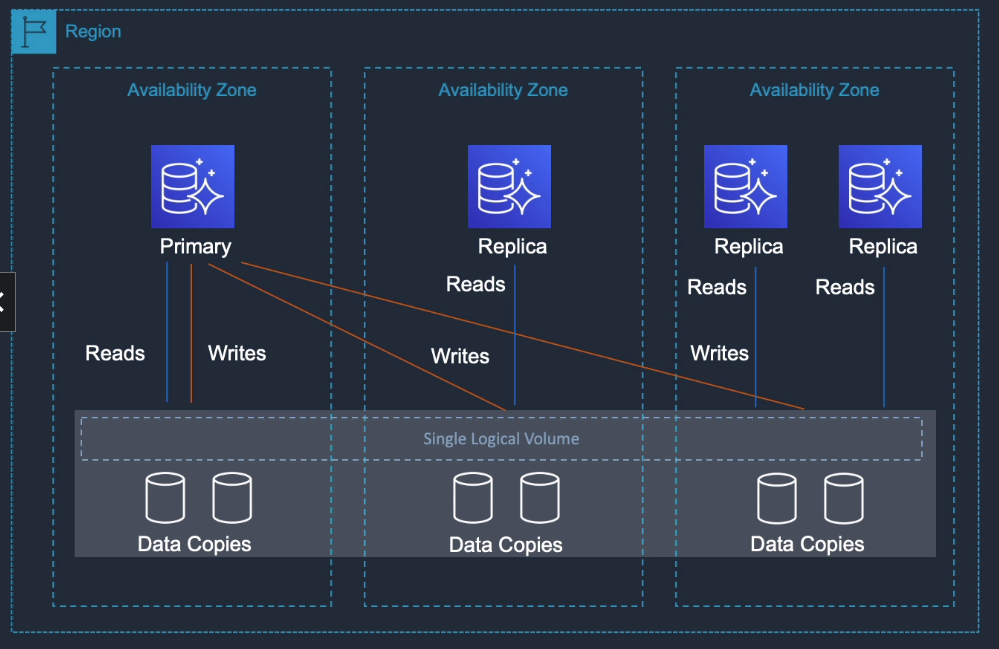 Region
Availability Zone
Availability Zone
Availability Zone
Primary
Replica
Replica
Replica
Reads
Reads
Reads
Reads
Writes
Writes
Writes
Single Logical Volume
Data Copies
Data Copies
Data Copies